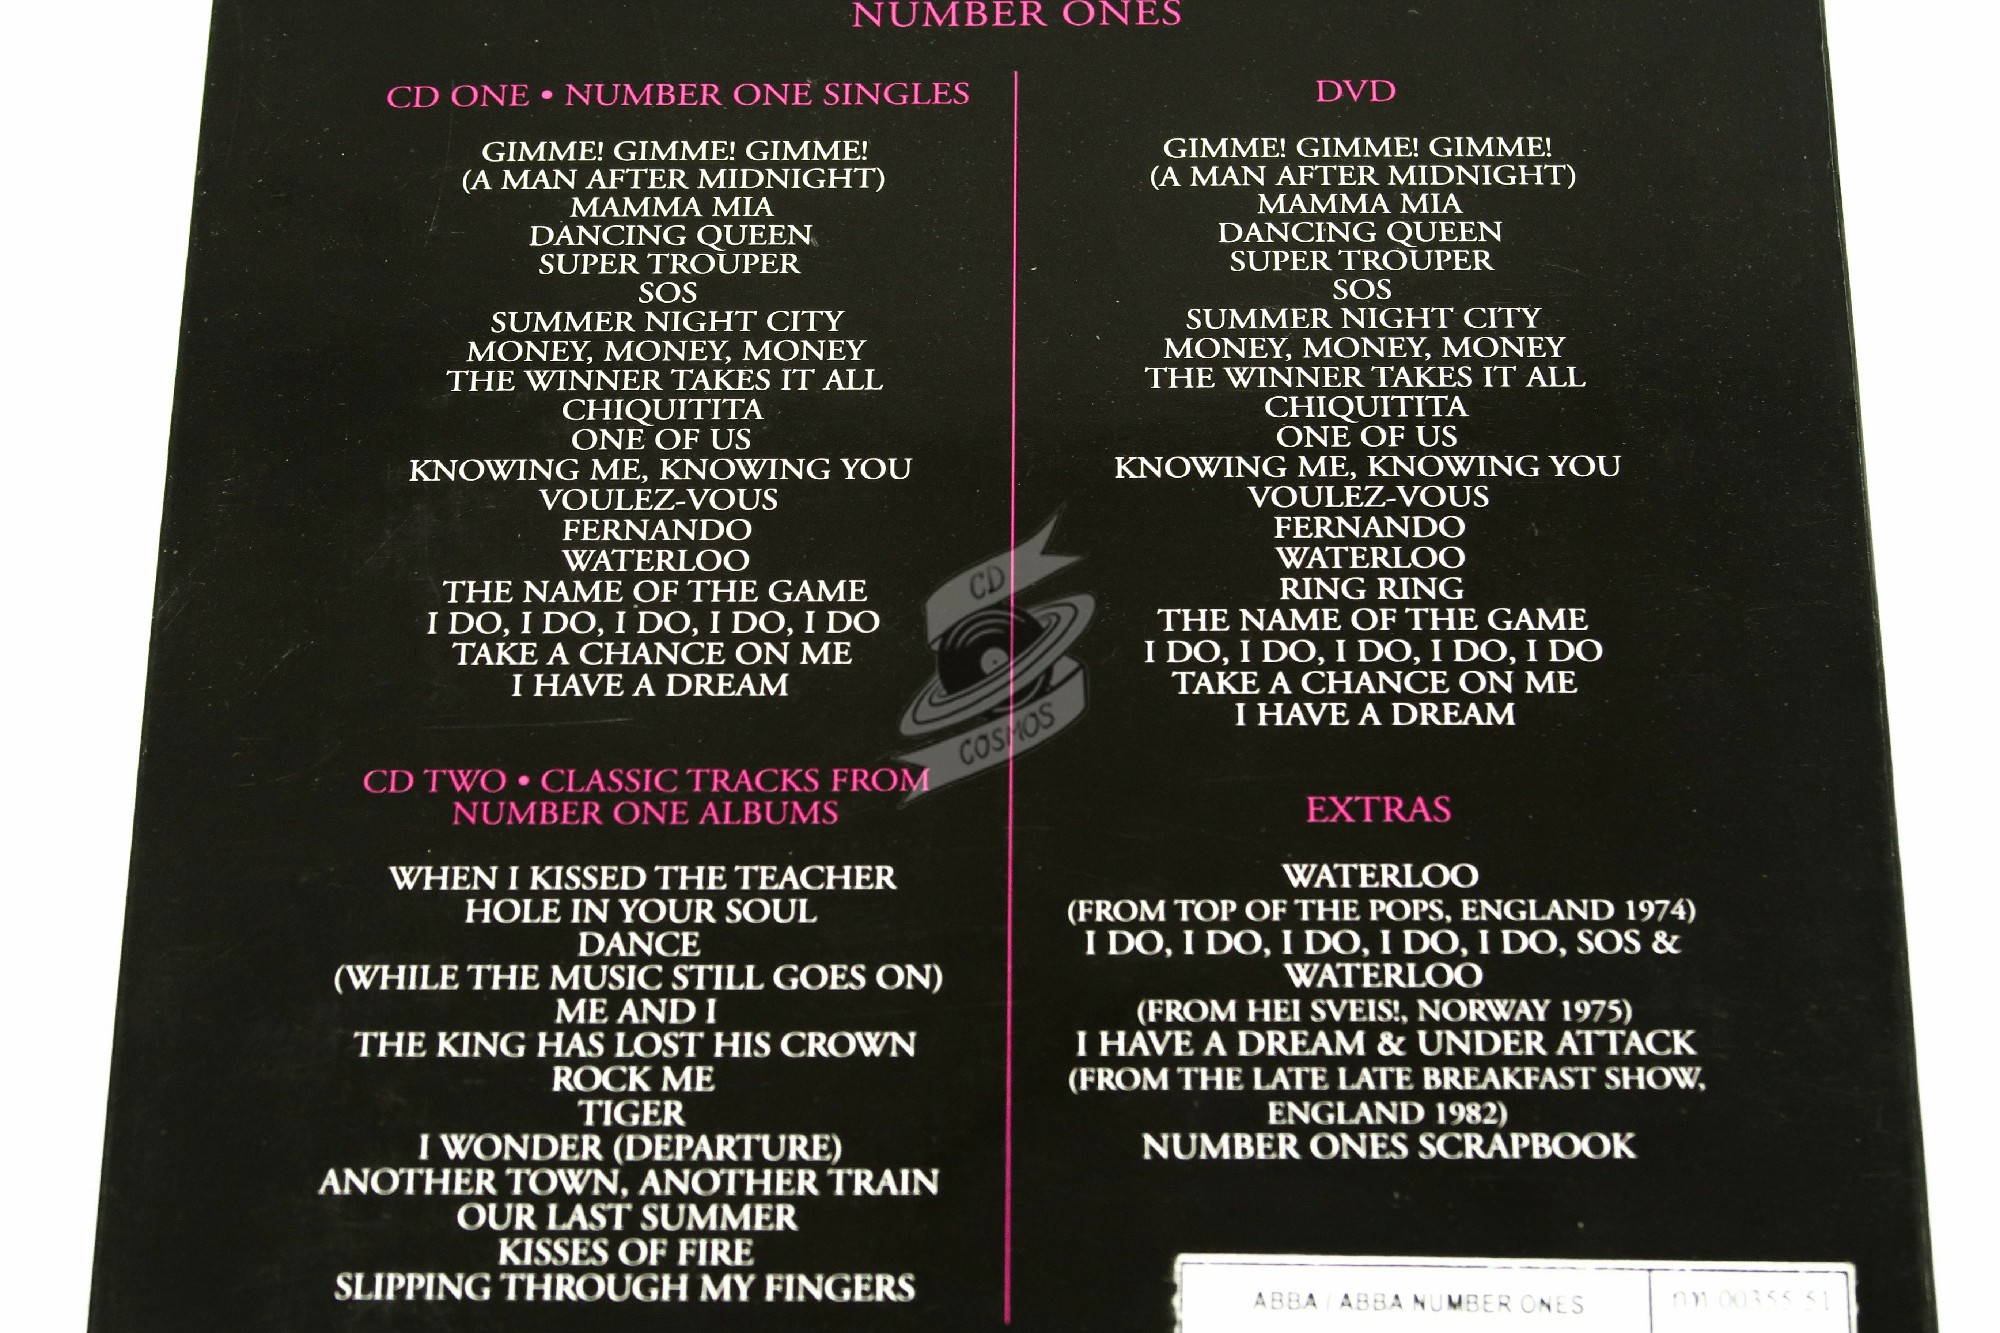 NUMBER ONES
CD ONE • NUMBER ONE SINGLES
GIMME! GIMME! GIMME!
(A MAN AFTER MIDNIGHT)
MAMMA MIA
DANCING QUEEN
SUPER TROUPER
SOS
SUMMER NIGHT CITY
MONEY, MONEY, MONEY
THE WINNER TAKES IT ALL
CHIQUITITA
ONE OF US
KNOWING ME, KNOWING YOU
VOULEZ-VOUS
FERNANDO
WATERLOO
THE NAME OF THE GAME
I DO, I DO, I DO, I DO, I DO
TAKE A CHANCE ON ME
I HAVE A DREAM
CD TWO • CLASSIC TRACKS FROM
NUMBER ONE ALBUMS
WHEN I KISSED THE TEACHER
HOLE IN YOUR SOUL
DANCE
(WHILE THE MUSIC STILL GOES ON)
ME AND I
THE KING HAS LOST HIS CROWN
ROCK ME
TIGER
I WONDER (DEPARTURE)
ANOTHER TOWN, ANOTHER TRAIN
OUR LAST SUMMER
KISSES OF FIRE
SLIPPING THROUGH MY FINGERS
DVD
GIMME! GIMME! GIMME!
(A MAN AFTER MIDNIGHT)
MAMMA MIA
DANCING QUEEN
SUPER TROUPER
SOS
SUMMER NIGHT CITY
MONEY, MONEY, MONEY
THE WINNER TAKES IT ALL
CHIQUITITA
ONE OF US
KNOWING ME, KNOWING YOU
VOULEZ-VOUS
FERNANDO
WATERLOO
RING RING
THE NAME OF THE GAME
I DO, I DO, I DO, I DO, I DO
TAKE A CHANCE ON ME
I HAVE A DREAM
EXTRAS
WATERLOO
(FROM TOP OF THE POPS, ENGLAND 1974)
I DO, I DO, I DO, I DO, I DO, SOS &
WATERLOO
(FROM HEI SVEIS!, NORWAY 1975)
I HAVE A DREAM & UNDER ATTACK
(FROM THE LATE LATE BREAKFAST SHOW,
ENGLAND 1982)
NUMBER ONES SCRAPBOOK
CD
COSMOS
ABBA / ABBA NUMBER ONES